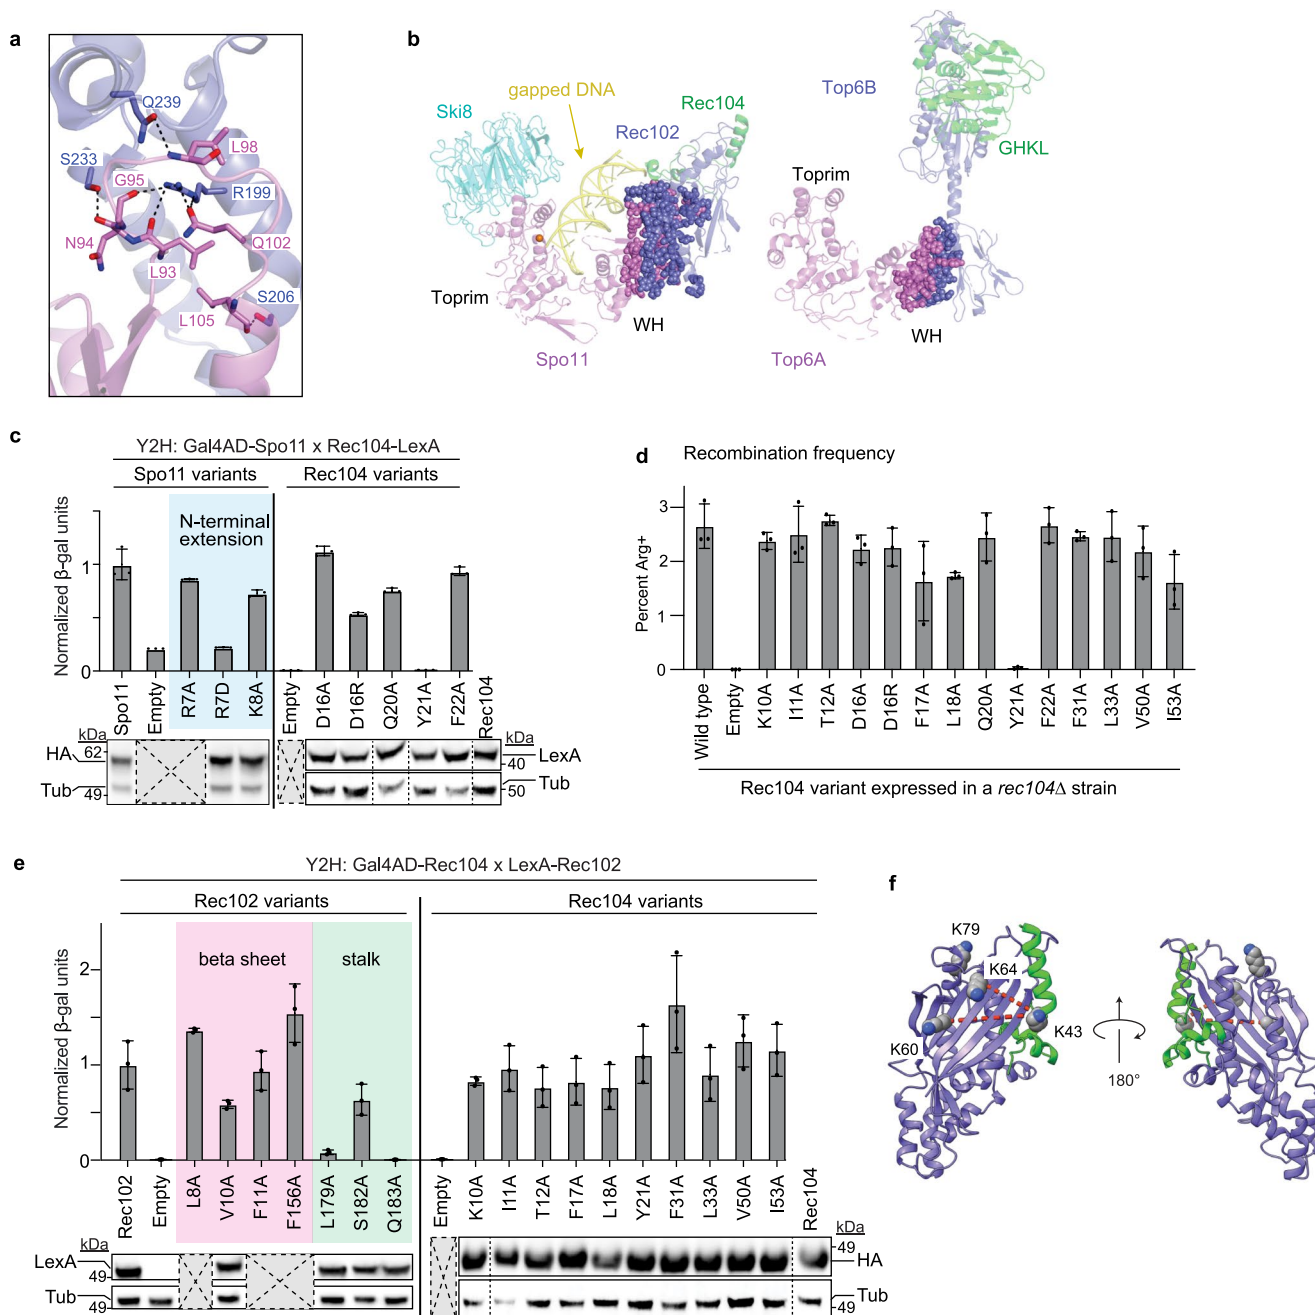 a
Q239
S233
L98
G95
R199
N94
Q102
L93
S206
L105
b
Top6B
gapped DNA
Rec104
Ski8
Rec102
GHKL
Toprim
Toprim
WH
WH
Spo11
Top6A
c
Y2H: Gal4AD-Spo11 x Rec104-LexA
Spo11 variants
Rec104 variants
N-terminal
extension
Normalized β-gal units
1
0
Spo11
Empty
R7A
R7D
K8A
Empty
D16A
D16R
Q20A
Y21A
F22A
Rec104
kDa
HA
62
Tub
49
kDa
LexA
40
Tub
50
d
Recombination frequency
Percent Arg+
3
2
1
0
Wild type
Empty
K10A
I11A
T12A
D16A
D16R
F17A
L18A
Q20A
Y21A
F22A
F31A
L33A
V50A
I53A
Rec104 variant expressed in a rec104Δ strain
e
Y2H: Gal4AD-Rec104 x LexA-Rec102
Rec102 variants
Rec104 variants
beta sheet
stalk
Normalized β-gal units
2
1
0
Rec102
Empty
L8A
V10A
F11A
F156A
L179A
S182A
Q183A
Empty
K10A
I11A
T12A
F17A
L18A
Y21A
F31A
L33A
V50A
I53A
Rec104
kDa
LexA
49
Tub
49
kDa
49
HA
Tub
49
f
K79
K64
K43
K60
180°